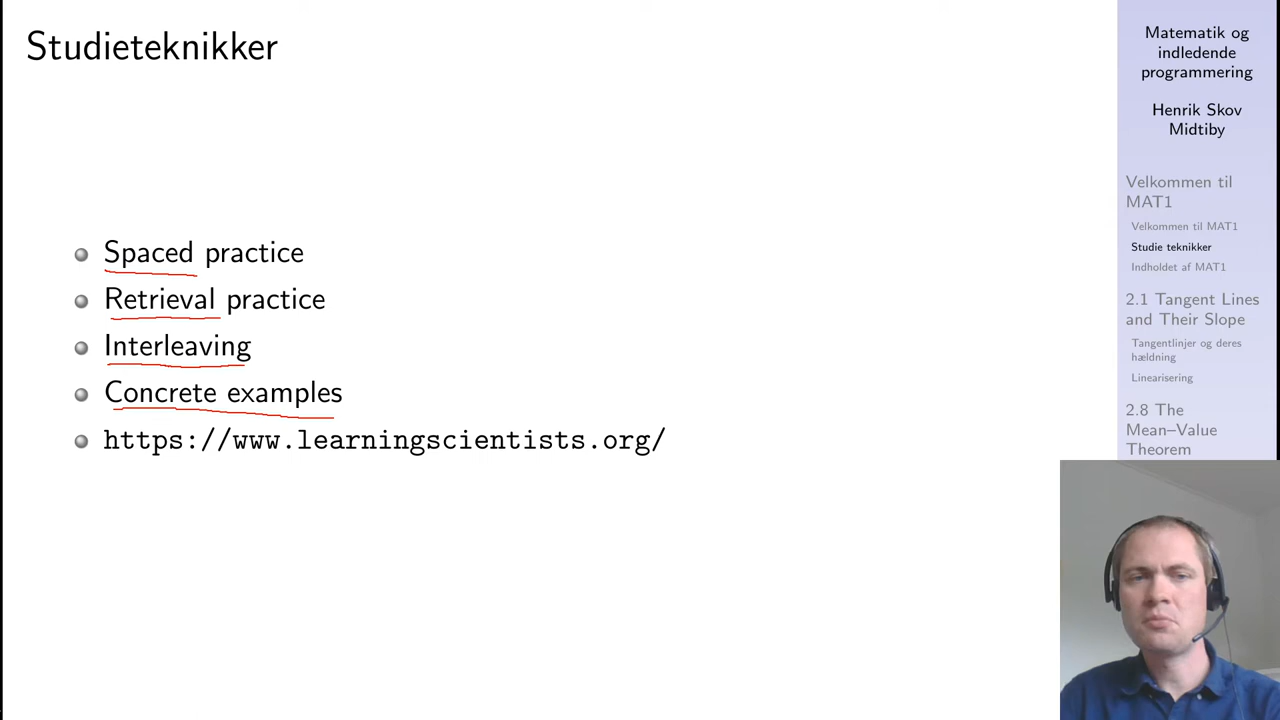 Studieteknikker
Spaced practice
Retrieval practice
Interleaving
Concrete examples
https://www.learningscientists.org/
Matematik og
indledende
programmering
Henrik Skov
Midtiby
Velkommen til
MAT1
Velkommen til MAT1
Studie teknikker
Indholdet af MAT1
2.1 Tangent Lines
and Their Slope
Tangentlinjer og deres
hældning
Linearisering
2.8 The
Mean–Value
Theorem